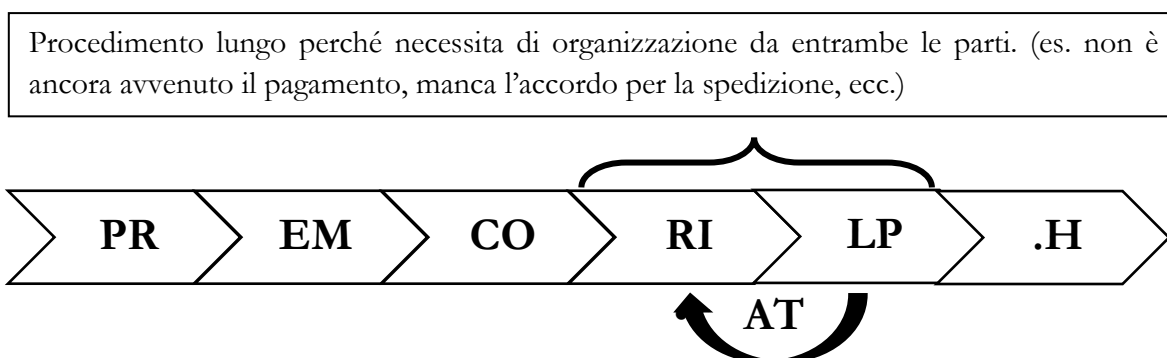 Procedimento lungo perché necessita di organizzazione da entrambe le parti. (es. non è
ancora avvenuto il pagamento, manca l’accordo per la spedizione, ecc.)
PR EM CO RI LP .H
AT